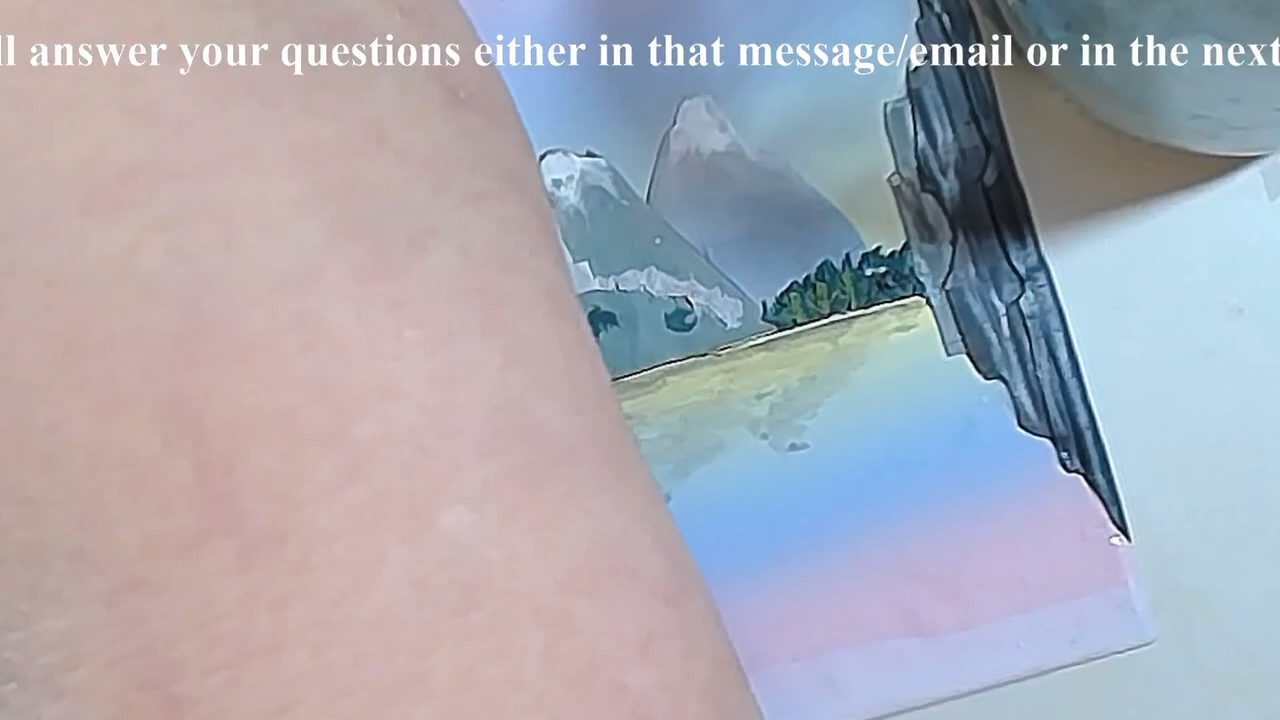 ll answer your questions either in that message/email or in the next